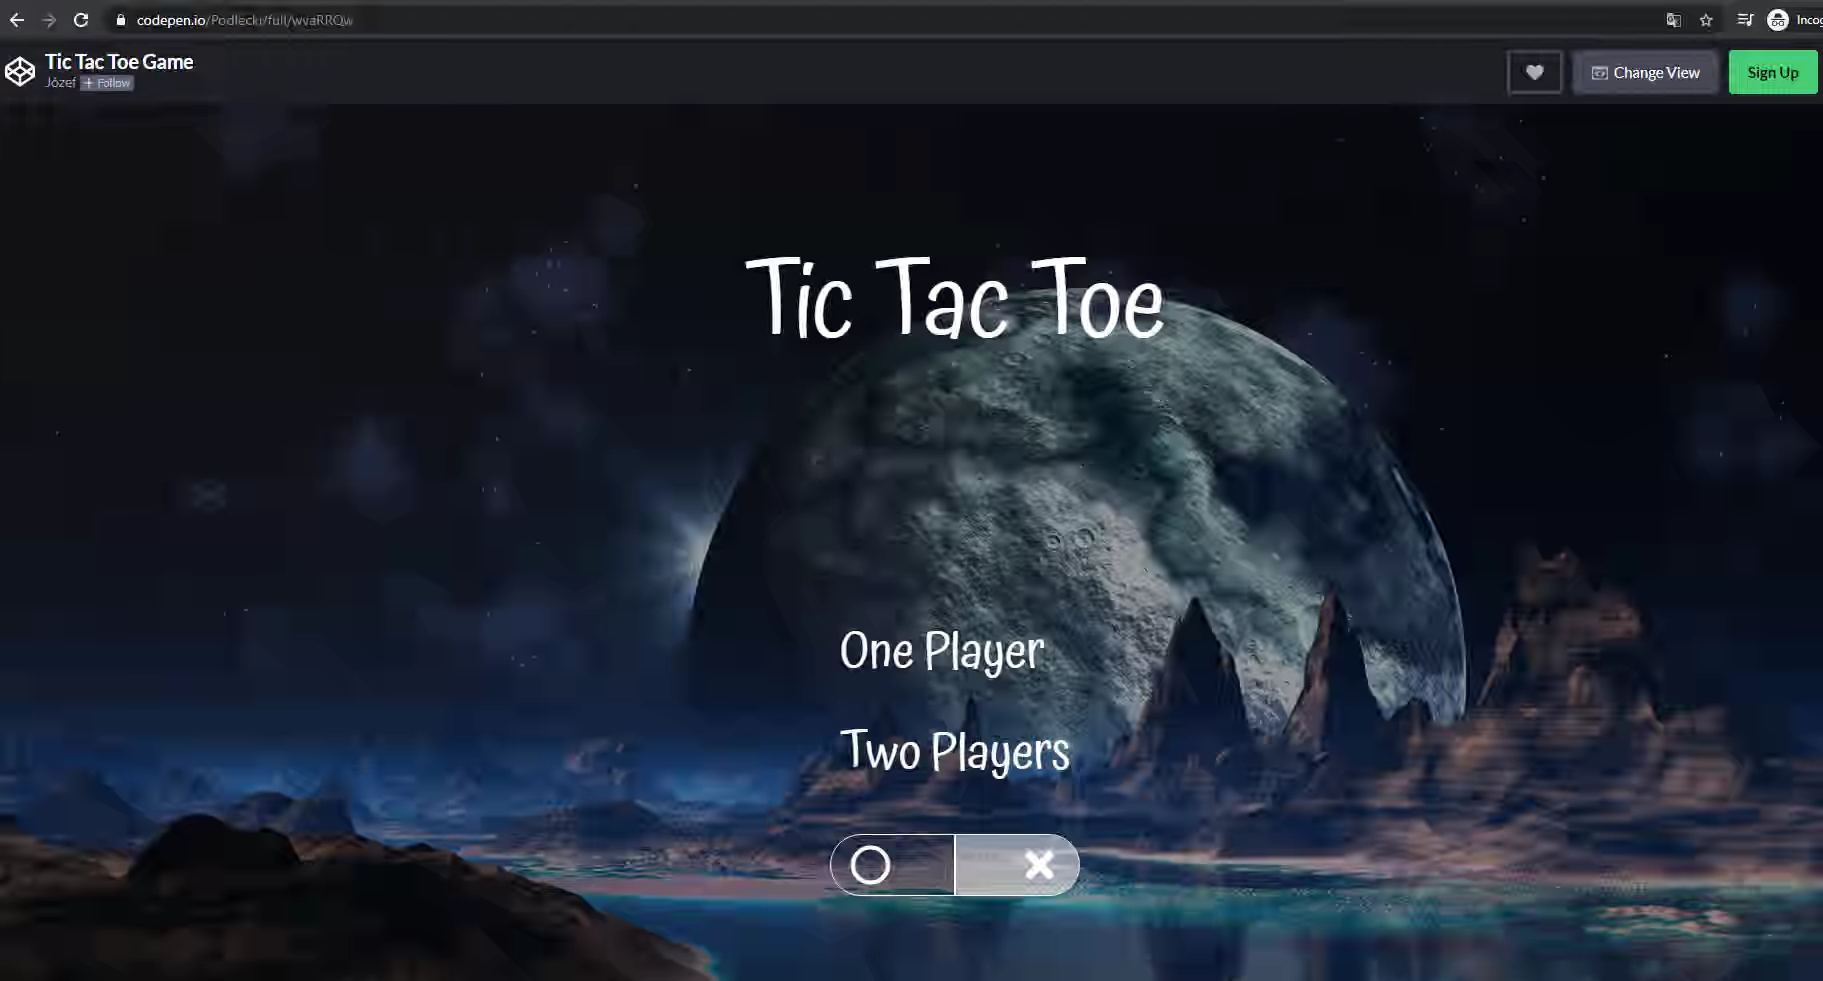 codepen.io/Podlecki/full/wvaRRQw
Incog
Tic Tac Toe Game
Józef + Follow
Change View
Sign Up
Tic Tac Toe
One Player
Two Players